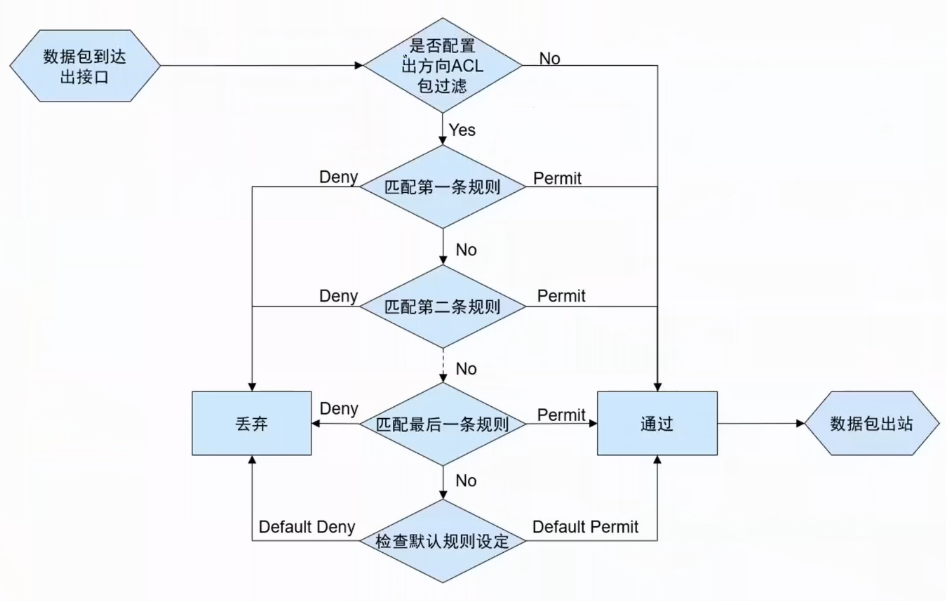 数据包到达
出接口
是否配置
出方向ACL
包过滤
No
Yes
Deny
匹配第一条规则
Permit
No
Deny
匹配第二条规则
Permit
No
丢弃
Deny
匹配最后一条规则
Permit
通过
数据包出站
No
Default Deny
检查默认规则设定
Default Permit